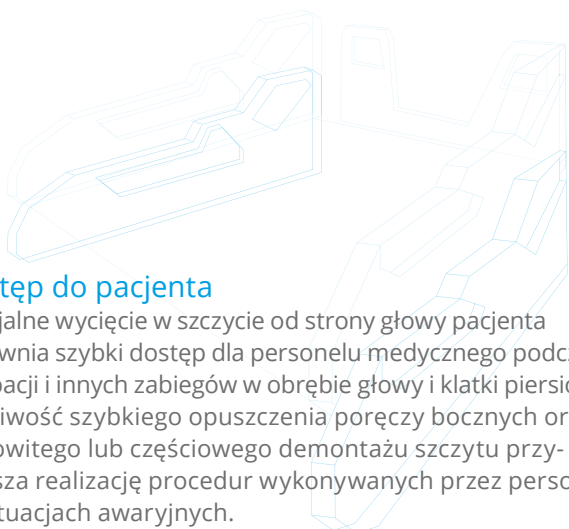 tęp do pacjenta
jalne wycięcie w szczycie od strony głowy pacjenta
wnia szybki dostęp dla personelu medycznego podcz
acji i innych zabiegów w obrębie głowy i klatki piersio
iwość szybkiego opuszczenia poręczy bocznych or
owitego lub częściowego demontażu szczytu przy-
sza realizację procedur wykonywanych przez perso
tuacjach awaryjnych.